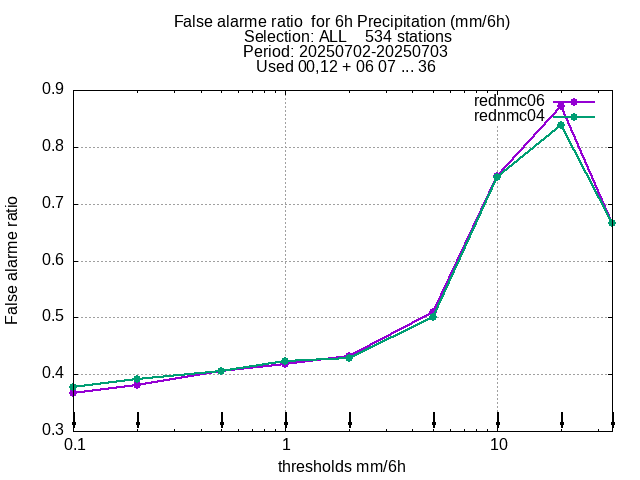 False alarme ratio  for 6h Precipitation (mm/6h)
Selection: ALL    534 stations
Period: 20250702-20250703
Used 00,12 + 06 07 ... 36
rednmc06
rednmc04
0.9
0.8
0.7
0.6
0.5
0.4
0.3
False alarme ratio
0.1 1 10
thresholds mm/6h